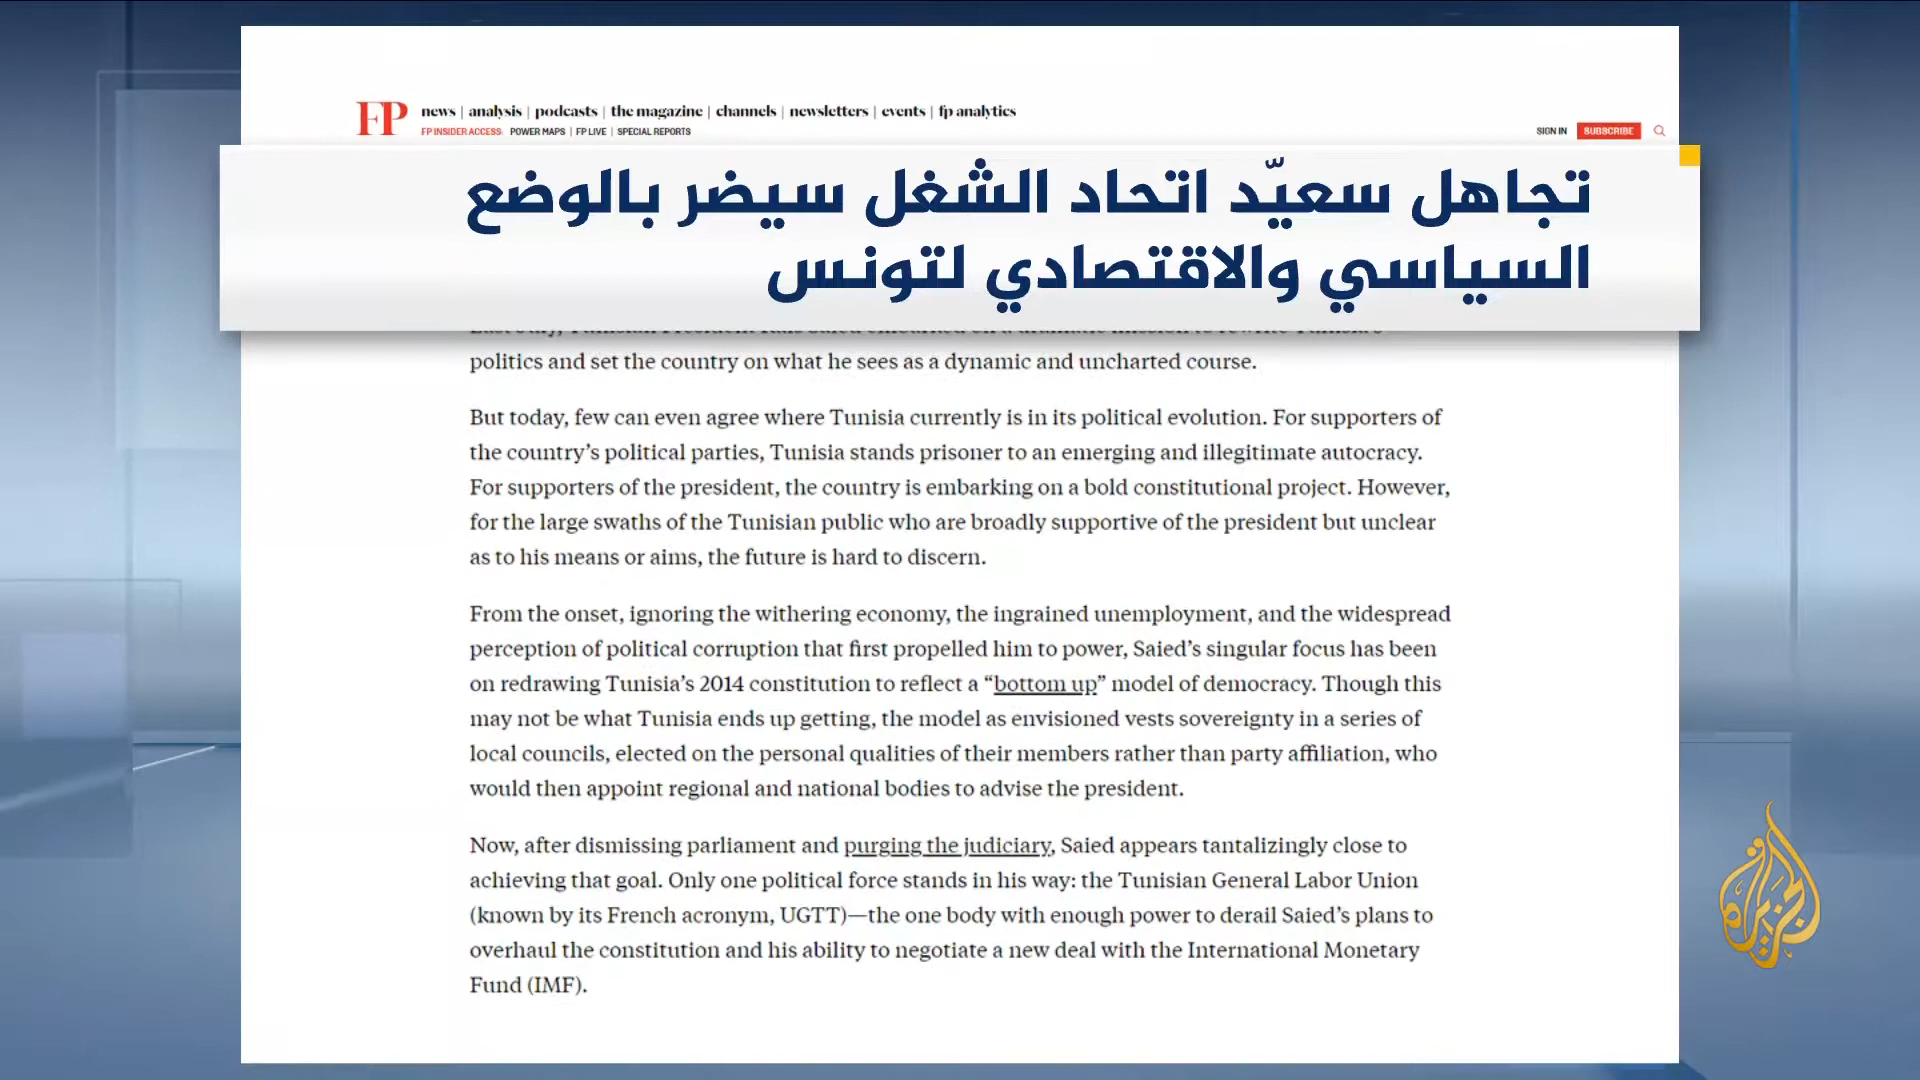 FP
news | analysis | podcasts | the magazine | channels | newsletters | events | fp analytics
FP INSIDER ACCESS: POWER MAPS | FP LIVE | SPECIAL REPORTS
SIGN IN SUBSCRIBE
تجاهل سعيّد اتحاد الشغل سيضر بالوضع
السياسي والاقتصادي لتونس
politics and set the country on what he sees as a dynamic and uncharted course.
But today, few can even agree where Tunisia currently is in its political evolution. For supporters of
the country’s political parties, Tunisia stands prisoner to an emerging and illegitimate autocracy.
For supporters of the president, the country is embarking on a bold constitutional project. However,
for the large swaths of the Tunisian public who are broadly supportive of the president but unclear
as to his means or aims, the future is hard to discern.
From the onset, ignoring the withering economy, the ingrained unemployment, and the widespread
perception of political corruption that first propelled him to power, Saied’s singular focus has been
on redrawing Tunisia’s 2014 constitution to reflect a “bottom up” model of democracy. Though this
may not be what Tunisia ends up getting, the model as envisioned vests sovereignty in a series of
local councils, elected on the personal qualities of their members rather than party affiliation, who
would then appoint regional and national bodies to advise the president.
Now, after dismissing parliament and purging the judiciary, Saied appears tantalizingly close to
achieving that goal. Only one political force stands in his way: the Tunisian General Labor Union
(known by its French acronym, UGTT)—the one body with enough power to derail Saied’s plans to
overhaul the constitution and his ability to negotiate a new deal with the International Monetary
Fund (IMF).
الجزيرة